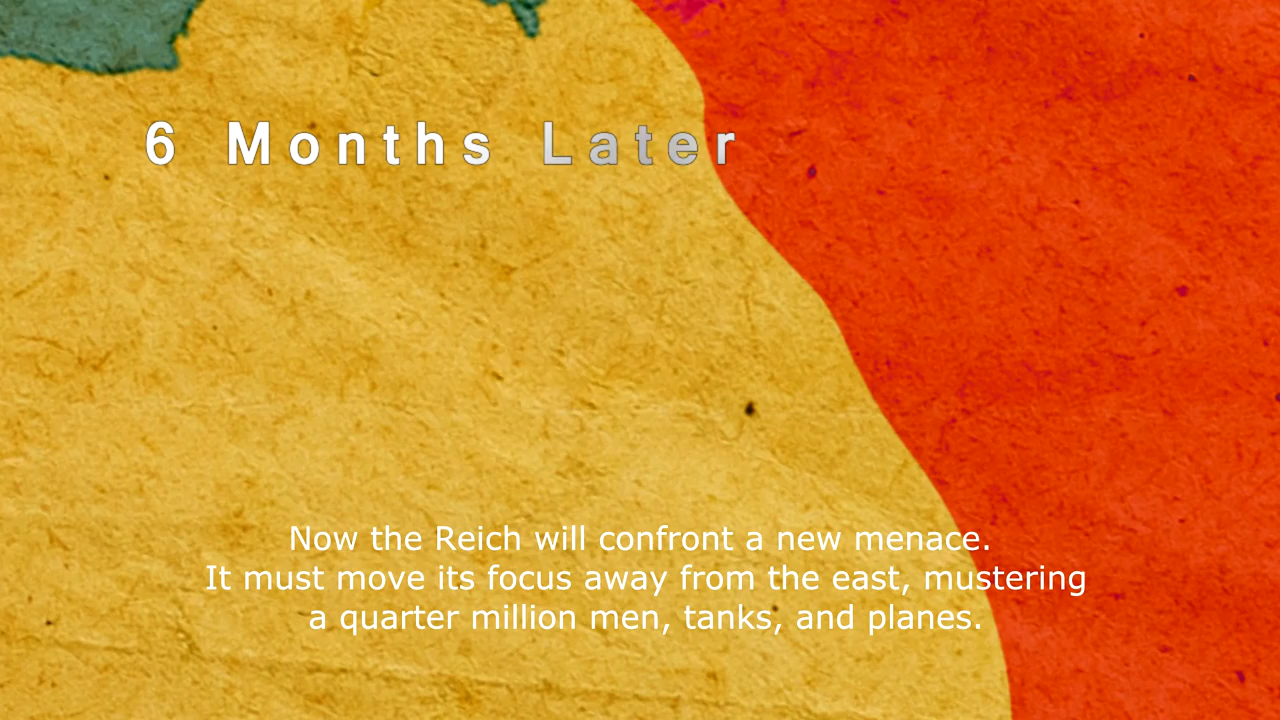 6 Months Later
Now the Reich will confront a new menace.
It must move its focus away from the east, mustering
a quarter million men, tanks, and planes.